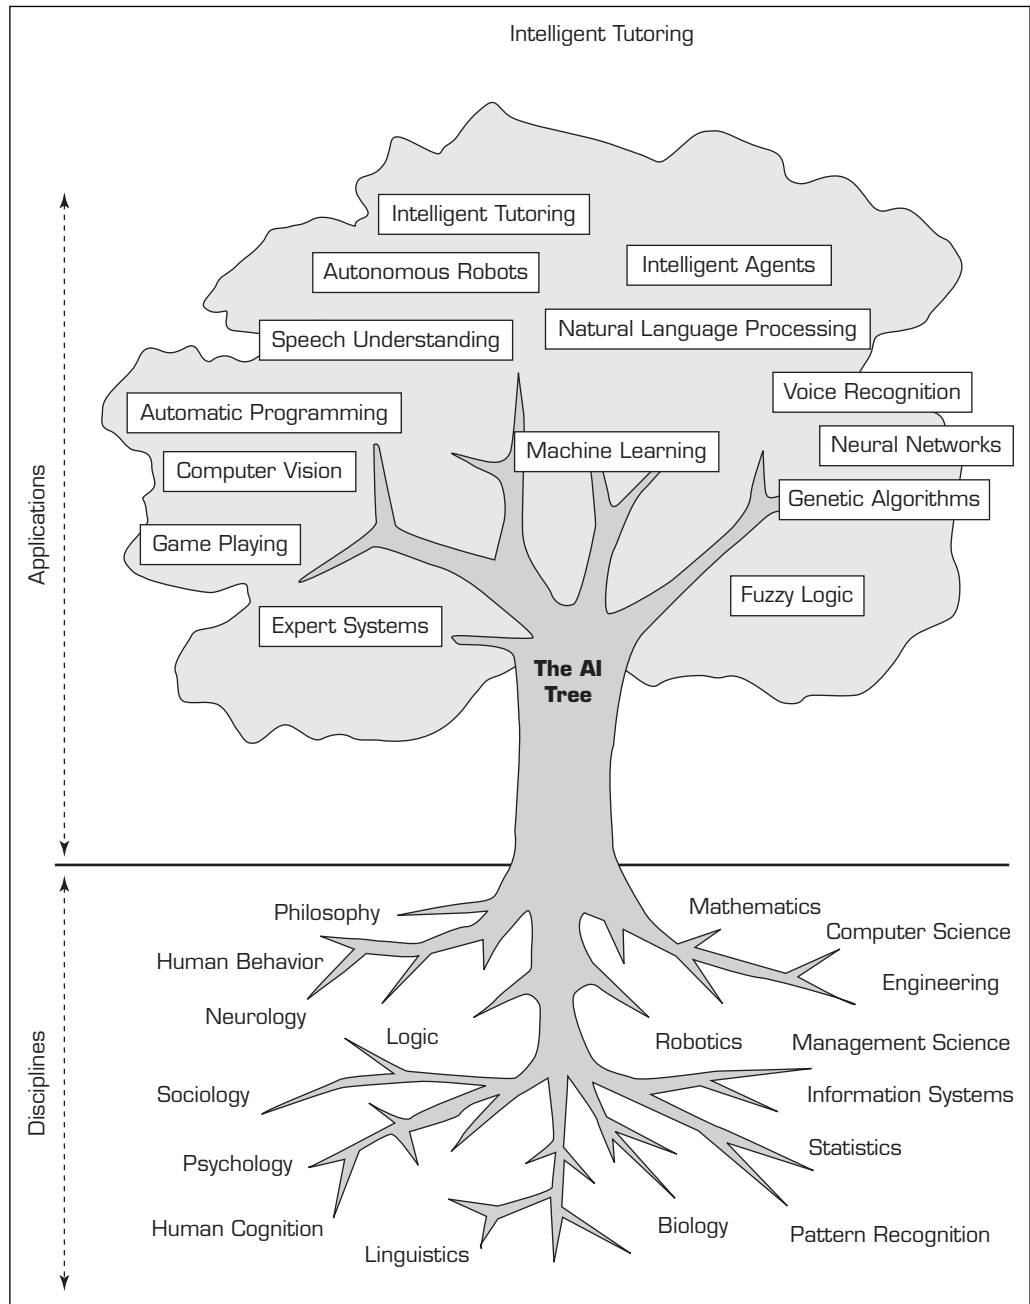 Intelligent Tutoring
Intelligent Tutoring
Autonomous Robots
Intelligent Agents
Speech Understanding
Natural Language Processing
Voice Recognition
Automatic Programming
Machine Learning
Neural Networks
Computer Vision
Genetic Algorithms
Game Playing
Fuzzy Logic
Expert Systems
The AI
Tree
Applications
Philosophy
Mathematics
Computer Science
Human Behavior
Engineering
Neurology
Logic
Robotics
Management Science
Sociology
Information Systems
Psychology
Statistics
Human Cognition
Biology
Pattern Recognition
Linguistics
Disciplines